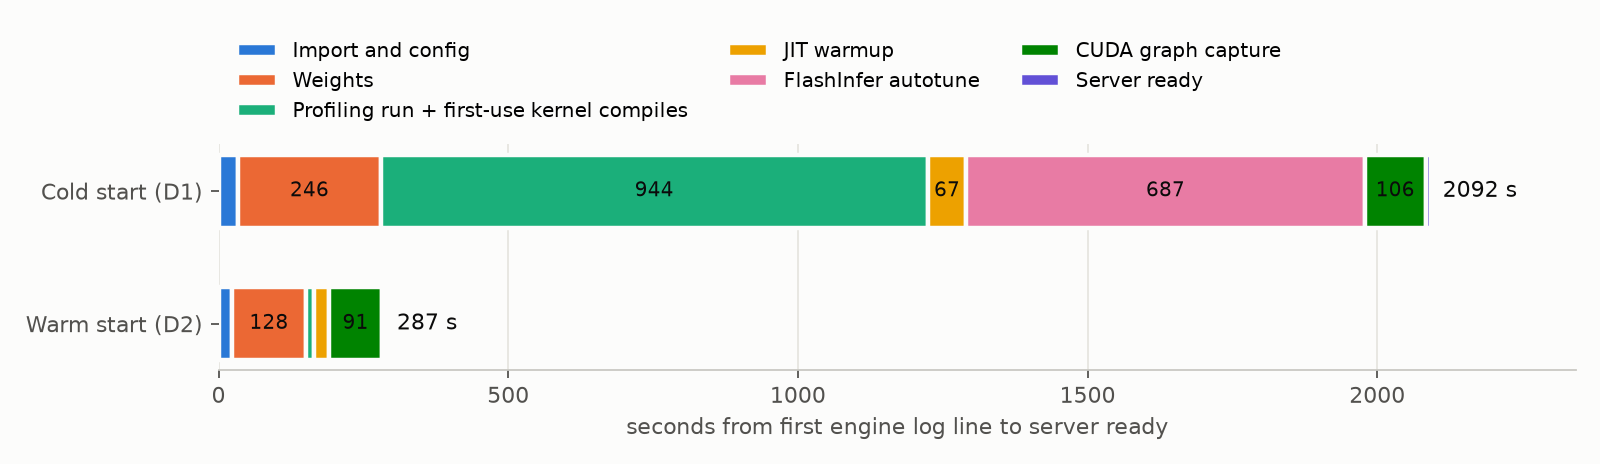 Import and config
Weights
Profiling run + first-use kernel compiles
JIT warmup
FlashInfer autotune
CUDA graph capture
Server ready
Cold start (D1)
246
944
67
687
106
2092 s
Warm start (D2)
128
91
287 s
0
500
1000
1500
2000
seconds from first engine log line to server ready